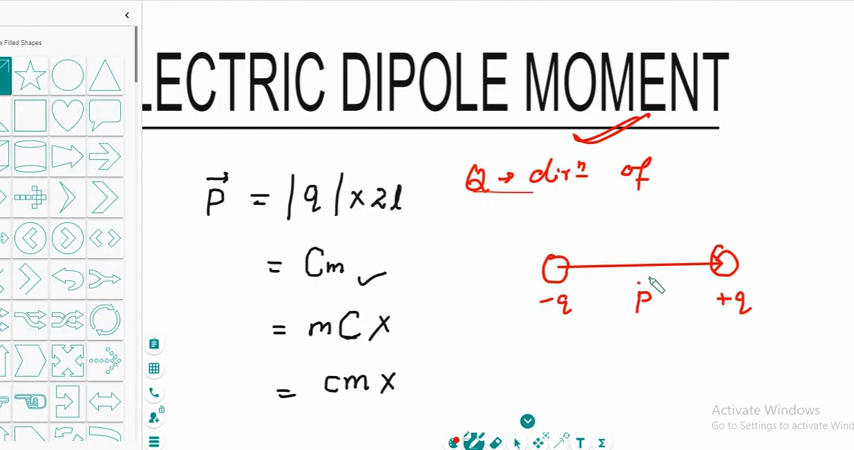 Filled Shapes
LECTRIC DIPOLE MOMENT
Q → dirⁿ of
P⃗ = |q| × 2l
= Cm ✓
= mC X
= cm X
-q P +q
Activate Windows
Go to Settings to activate Wind